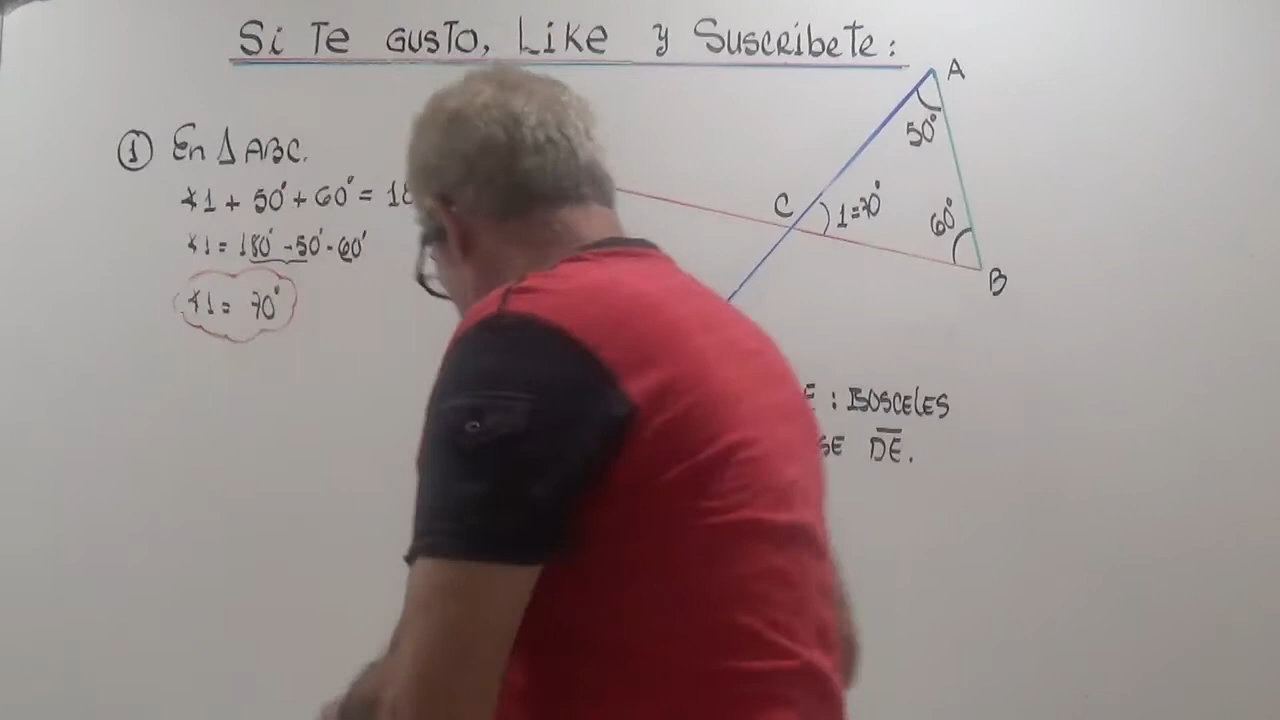 Si Te GUSTO, Like y Suscribete:
① En Δ ABC.
∢1 + 50° + 60° = 18
∢1 = 180° - 50° - 60°
∢1 = 70°
A
50°
C
1=70°
60°
B
: ISOSCELES
SE DE.